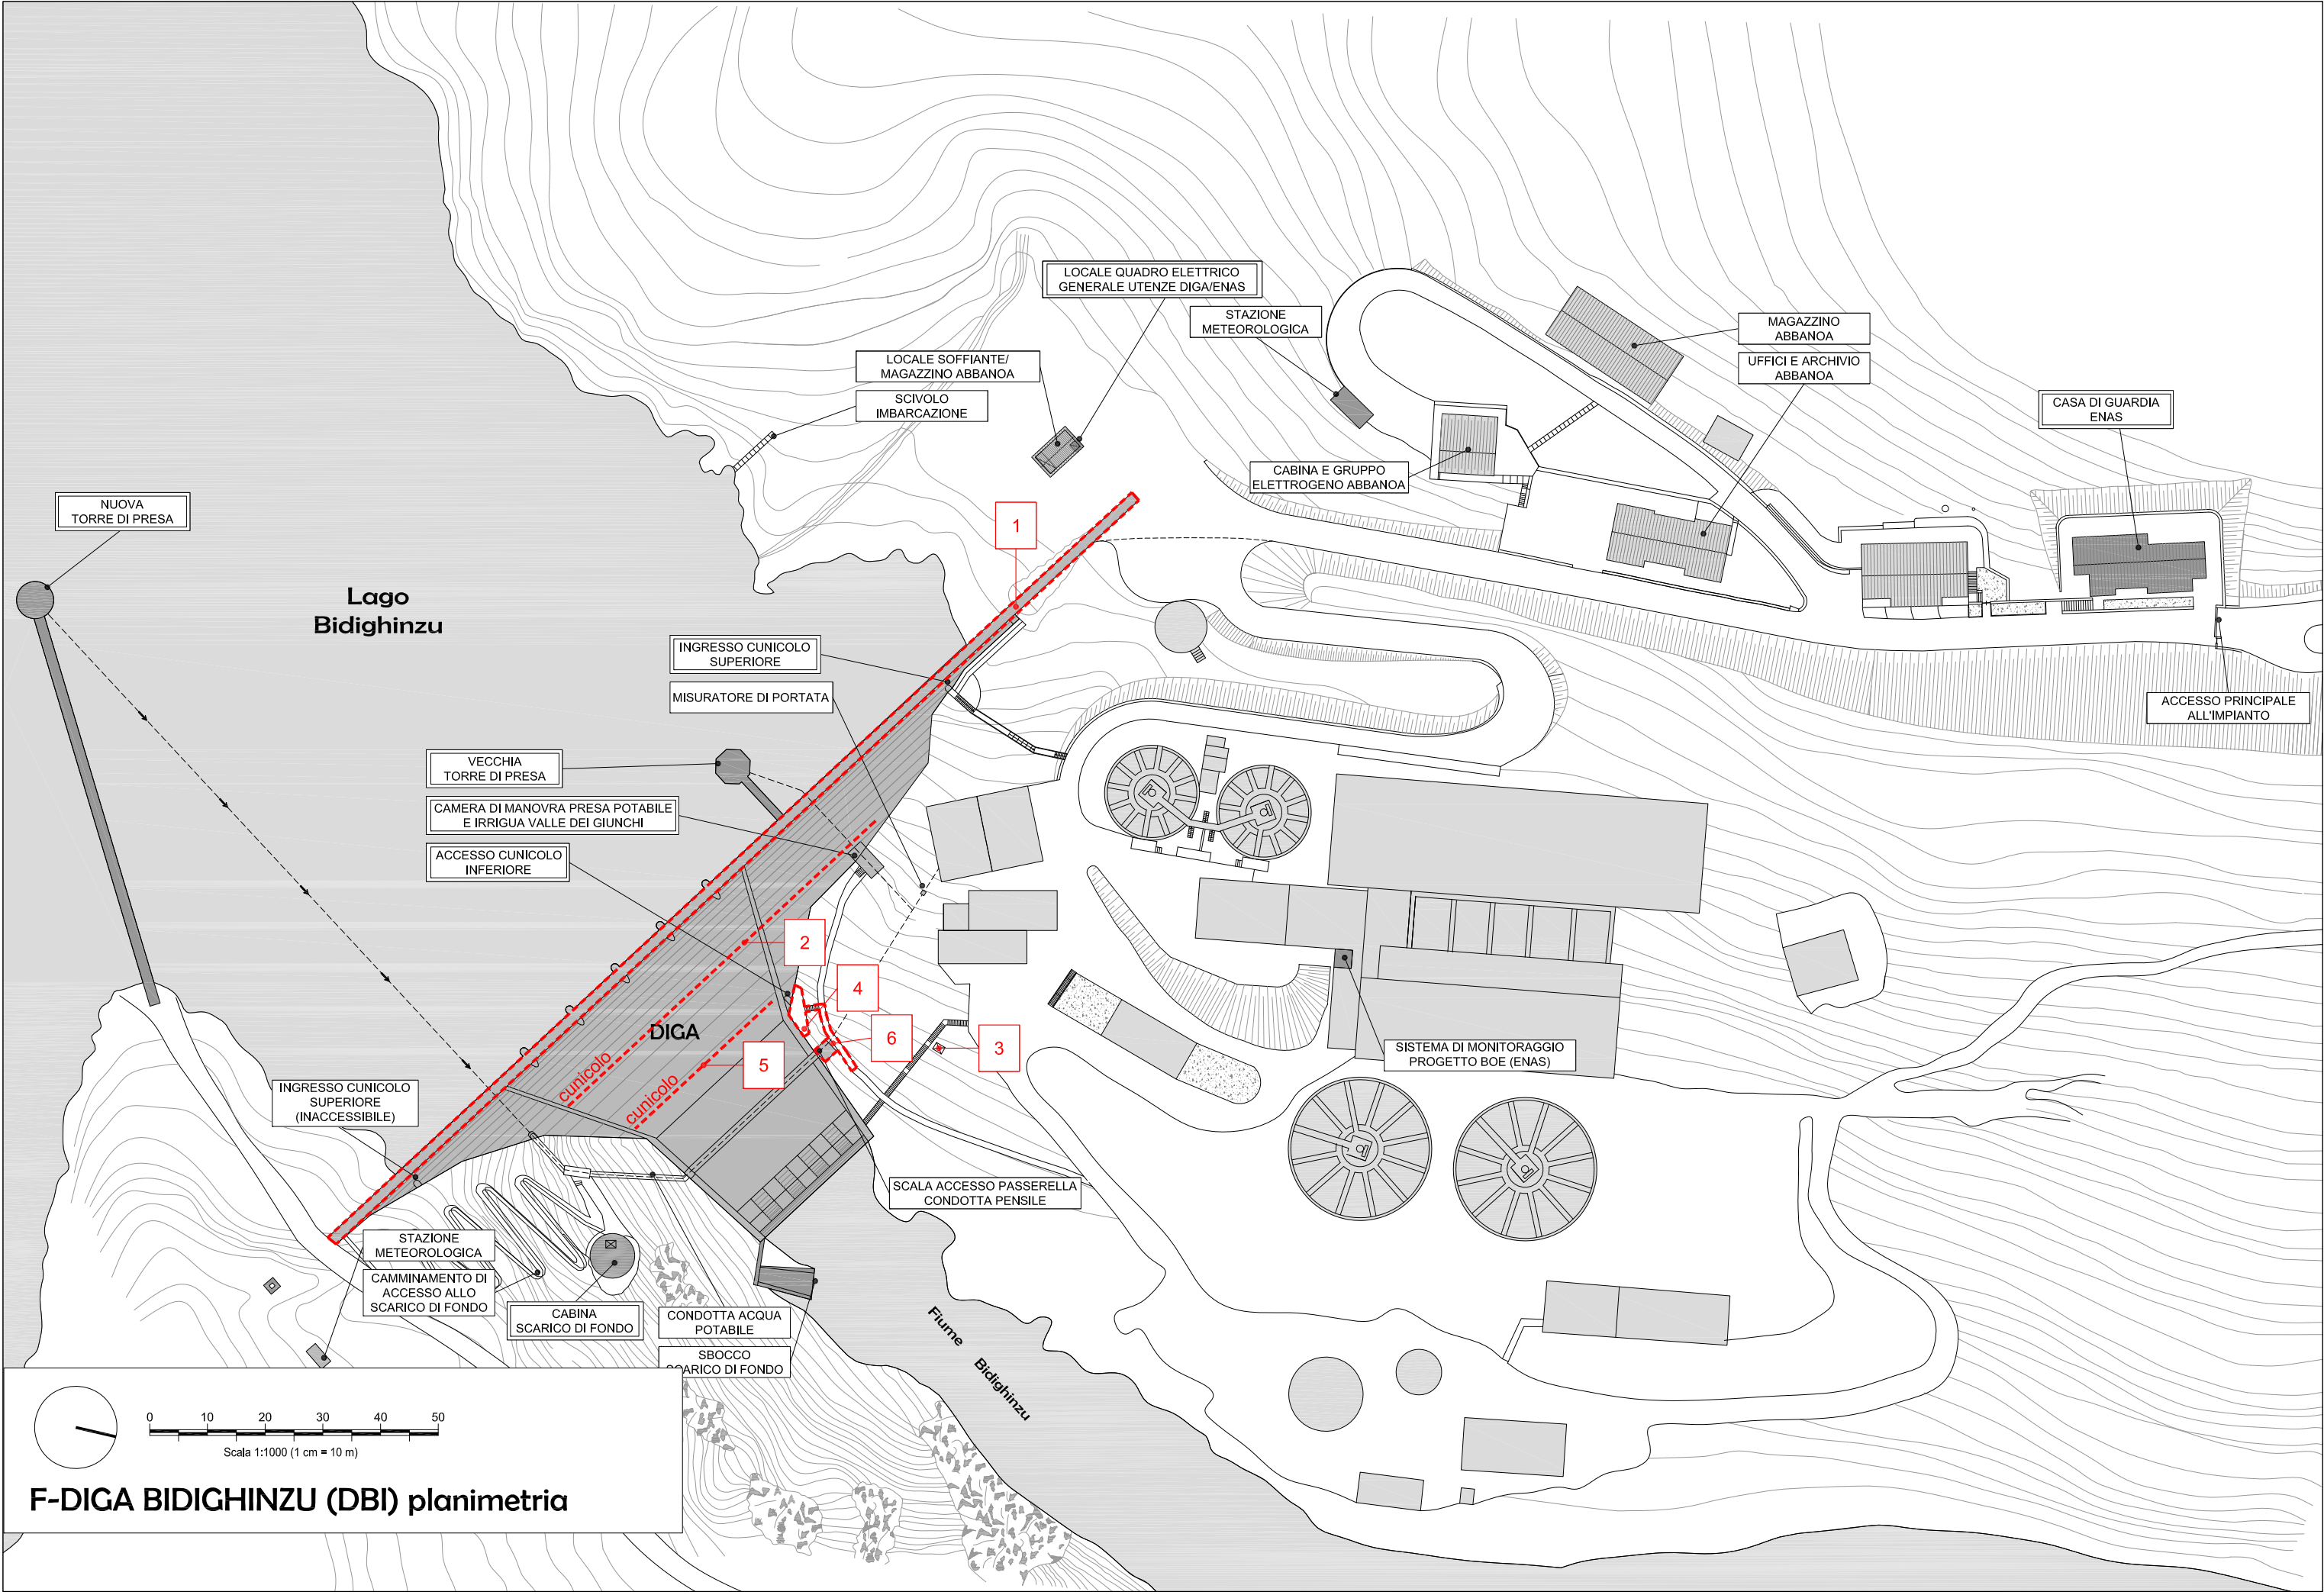 LOCALE QUADRO ELETTRICO
GENERALE UTENZE DIGA/ENAS
STAZIONE
METEOROLOGICA
MAGAZZINO
ABBANOA
UFFICI E ARCHIVIO
ABBANOA
LOCALE SOFFIANTE/
MAGAZZINO ABBANOA
SCIVOLO
IMBARCAZIONE
CASA DI GUARDIA
ENAS
CABINA E GRUPPO
ELETTROGENO ABBANOA
NUOVA
TORRE DI PRESA
1
Lago
Bidighinzu
INGRESSO CUNICOLO
SUPERIORE
MISURATORE DI PORTATA
ACCESSO PRINCIPALE
ALL'IMPIANTO
VECCHIA
TORRE DI PRESA
CAMERA DI MANOVRA PRESA POTABILE
E IRRIGUA VALLE DEI GIUNCHI
ACCESSO CUNICOLO
INFERIORE
2
4
DIGA
6
3
5
cunicolo
cunicolo
SISTEMA DI MONITORAGGIO
PROGETTO BOE (ENAS)
INGRESSO CUNICOLO
SUPERIORE
(INACCESSIBILE)
SCALA ACCESSO PASSERELLA
CONDOTTA PENSILE
STAZIONE
METEOROLOGICA
CAMMINAMENTO DI
ACCESSO ALLO
SCARICO DI FONDO
CABINA
SCARICO DI FONDO
CONDOTTA ACQUA
POTABILE
SBOCCO
SCARICO DI FONDO
Fiume Bidighinzu
0 10 20 30 40 50
Scala 1:1000 (1 cm = 10 m)
F-DIGA BIDIGHINZU (DBI) planimetria